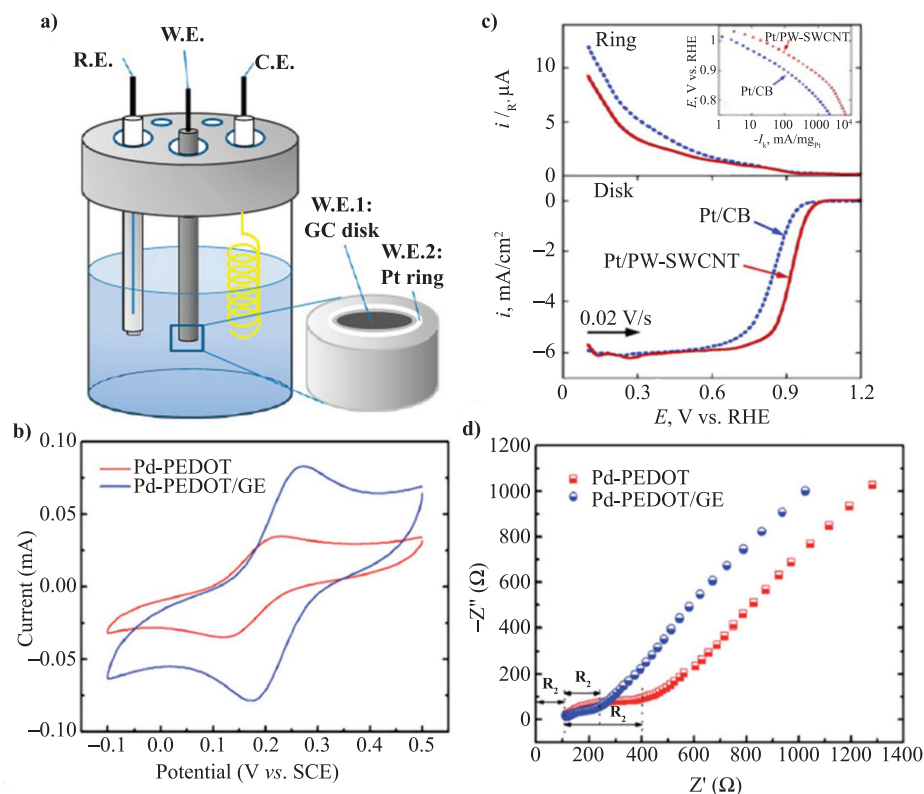 a)
W.E.
R.E.
C.E.
W.E.1:
GC disk
W.E.2:
Pt ring
c)
Ring
i /R, μA
10
5
0
E, V vs. RHE
1
0.9
0.8
Pt/PW-SWCNT
Pt/CB
1 10 100 1000 10⁴
-Iₖ, mA/mgPt
Disk
i, mA/cm²
0
−2
−4
−6
Pt/CB
Pt/PW-SWCNT
0.02 V/s
0 0.3 0.6 0.9 1.2
E, V vs. RHE
b)
Current (mA)
0.10
0.05
0.00
−0.05
−0.10
Pd-PEDOT
Pd-PEDOT/GE
−0.1 0.0 0.1 0.2 0.3 0.4 0.5
Potential (V vs. SCE)
d)
−Z" (Ω)
1200
1000
800
600
400
200
0
Pd-PEDOT
Pd-PEDOT/GE
R₂
R₂
R₂
0 200 400 600 800 1000 1200 1400
Z' (Ω)